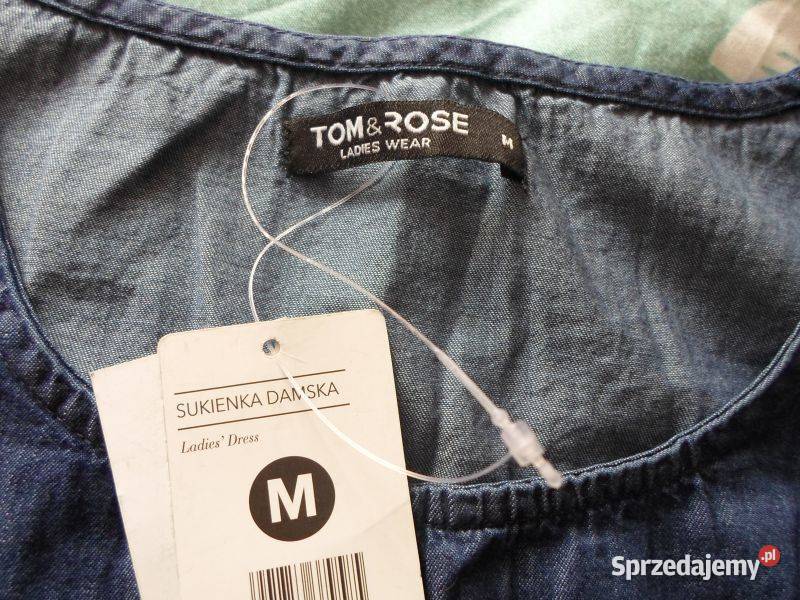 TOM&ROSE
LADIES WEAR
M
SUKIENKA DAMSKA
Ladies' Dress
M
Sprzedajemy.pl